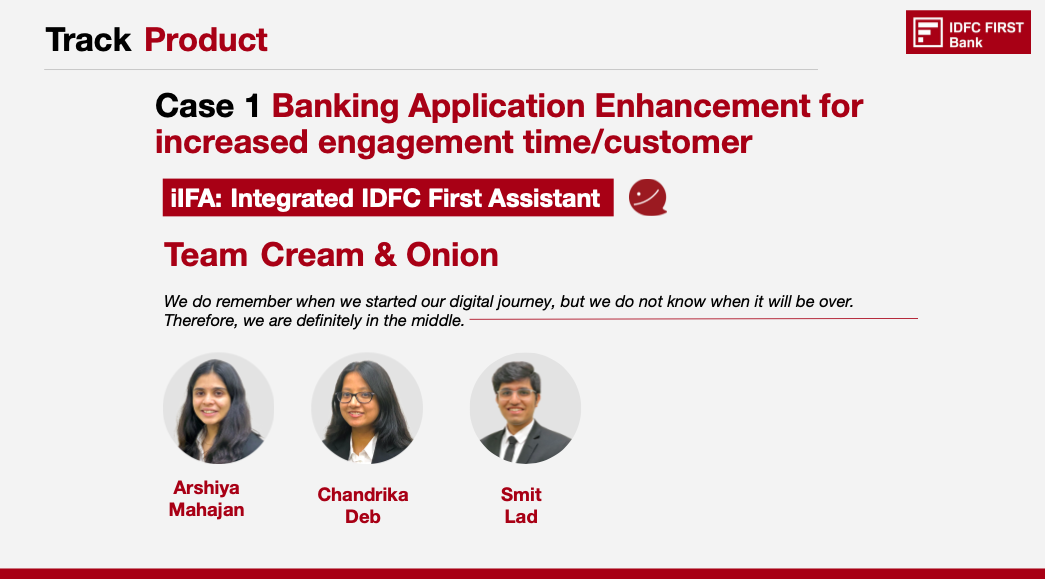 Track Product
IDFC FIRST
Bank
Case 1 Banking Application Enhancement for
increased engagement time/customer
iIFA: Integrated IDFC First Assistant
Team Cream & Onion
We do remember when we started our digital journey, but we do not know when it will be over.
Therefore, we are definitely in the middle.
Arshiya
Mahajan
Chandrika
Deb
Smit
Lad